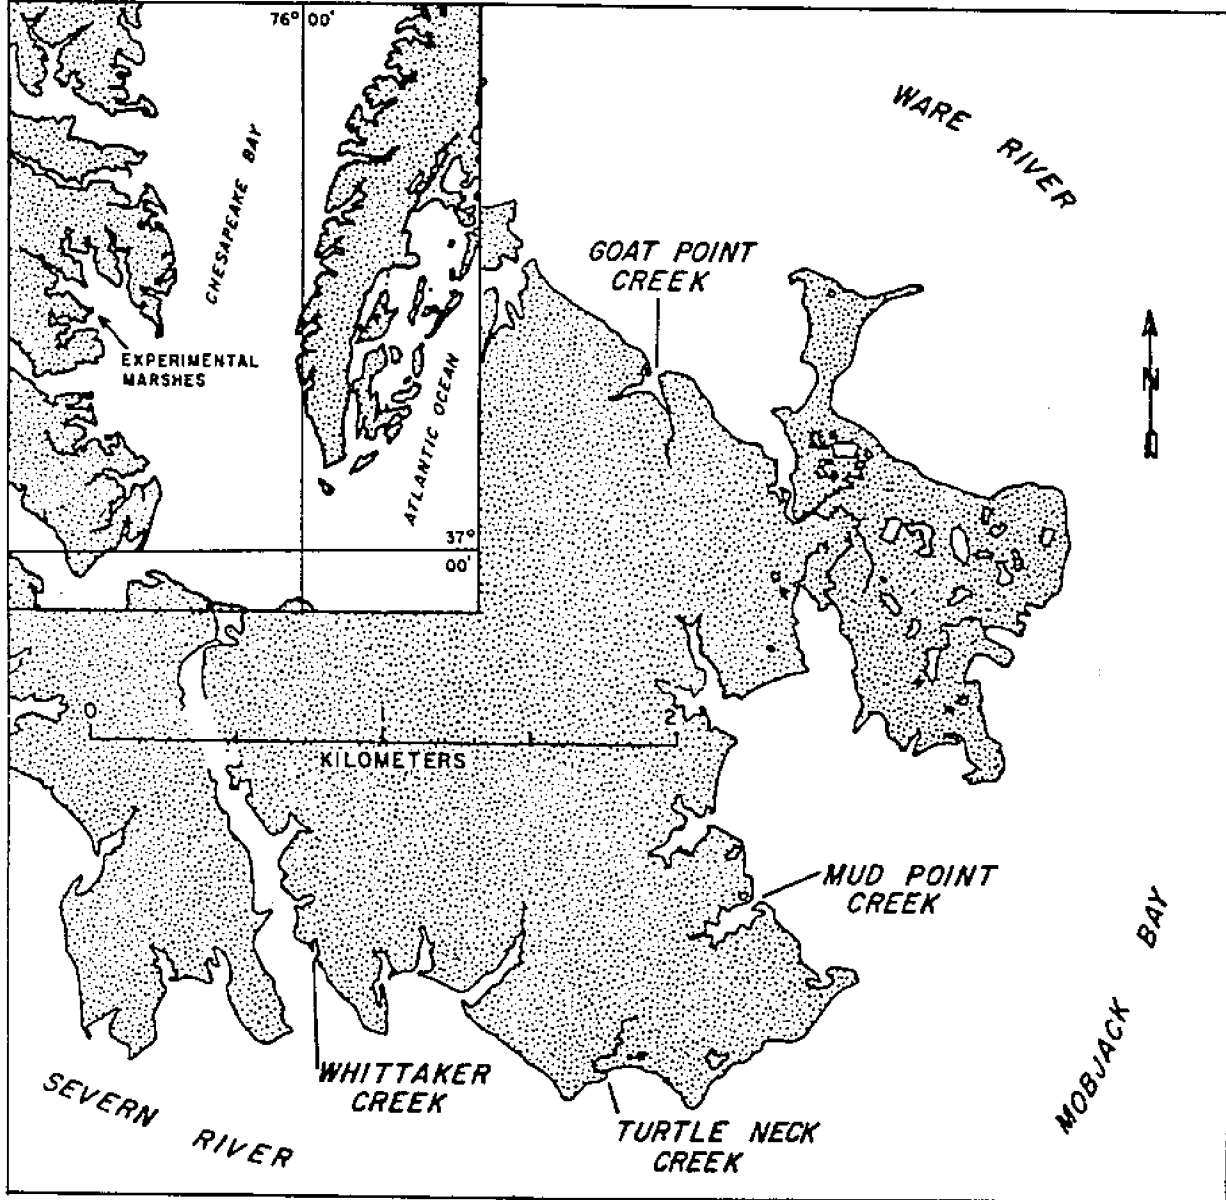 76° 00'
CHESAPEAKE BAY
EXPERIMENTAL
MARSHES
ATLANTIC OCEAN
37°
00'
WARE RIVER
GOAT POINT
CREEK
N
0
2
KILOMETERS
MUD POINT
CREEK
MOBJACK BAY
WHITTAKER
CREEK
SEVERN RIVER
TURTLE NECK
CREEK